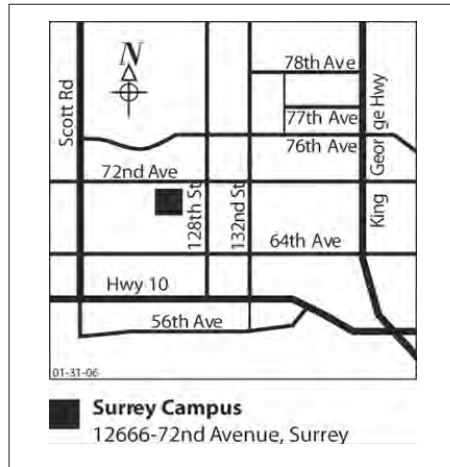 N
78th Ave
Scott Rd
77th Ave
76th Ave
King George Hwy
72nd Ave
128th St
132nd St
64th Ave
Hwy 10
56th Ave
01-31-06
Surrey Campus
12666-72nd Avenue, Surrey